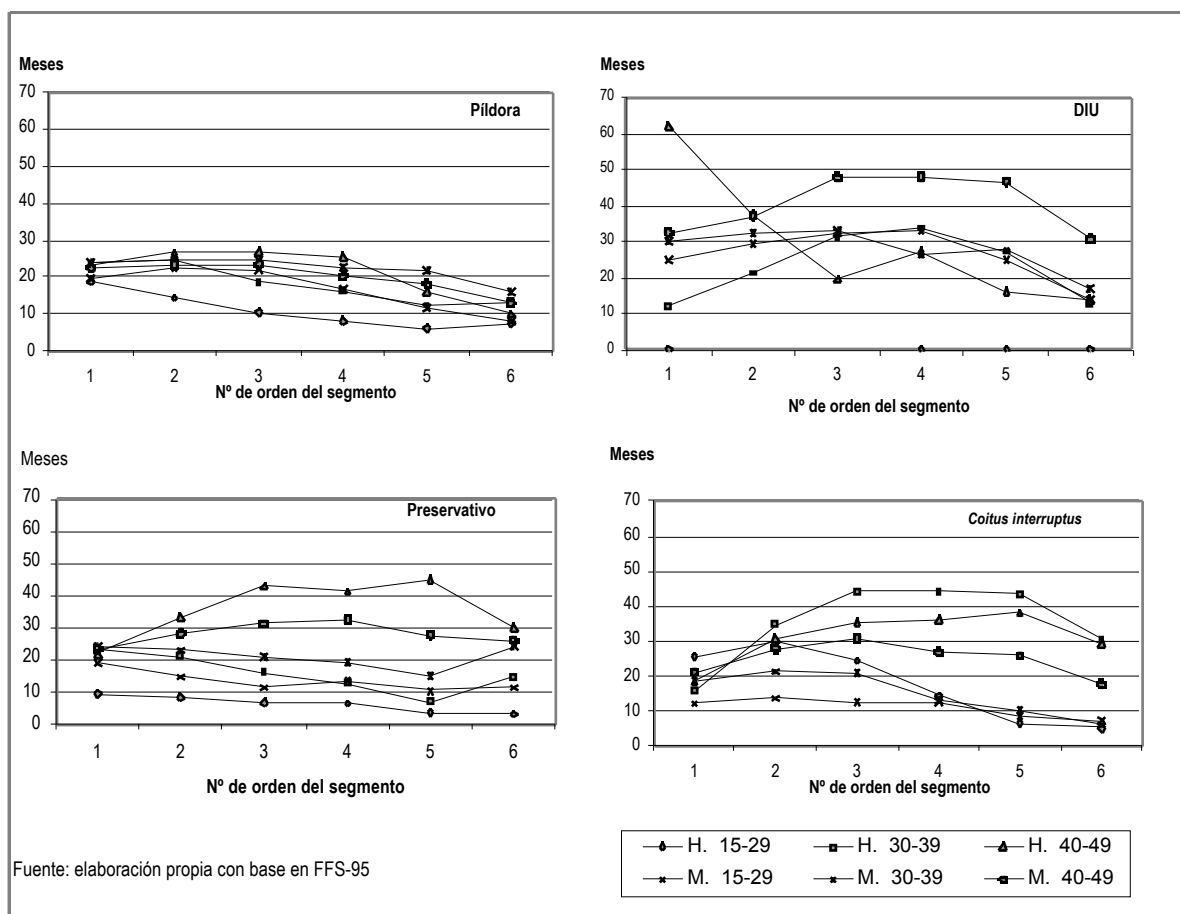 Meses
Píldora
70
60
50
40
30
20
10
0
1 2 3 4 5 6
Nº de orden del segmento
Meses
DIU
70
60
50
40
30
20
10
0
1 2 3 4 5 6
Nº de orden del segmento
Meses
Preservativo
70
60
50
40
30
20
10
0
1 2 3 4 5 6
Nº de orden del segmento
Meses
Coitus interruptus
70
60
50
40
30
20
10
0
1 2 3 4 5 6
Nº de orden del segmento
H. 15-29 H. 30-39 H. 40-49
M. 15-29 M. 30-39 M. 40-49
Fuente: elaboración propia con base en FFS-95